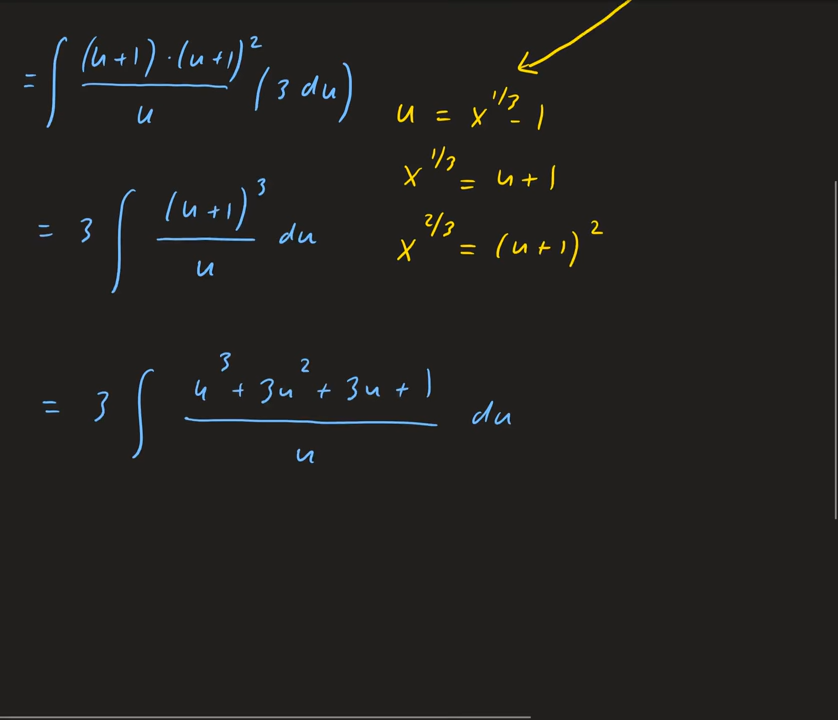 = ∫ (u+1)·(u+1)² / u (3 du)
u = x^1/3 - 1
x^1/3 = u + 1
= 3 ∫ (u+1)³ / u du
x^2/3 = (u+1)²
= 3 ∫ u³ + 3u² + 3u + 1 / u du